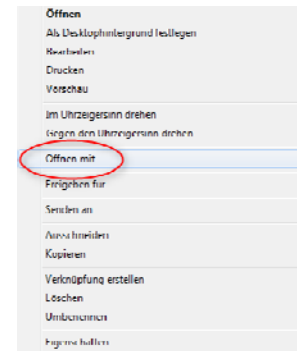 Öffnen
Als Desktophintergrund festlegen
Bearbeiten
Drucken
Vorschau
Im Uhrzeigersinn drehen
Gegen den Uhrzeigersinn drehen
Öffnen mit
Freigeben für
Senden an
Ausschneiden
Kopieren
Verknüpfung erstellen
Löschen
Umbenennen
Eigenschaften